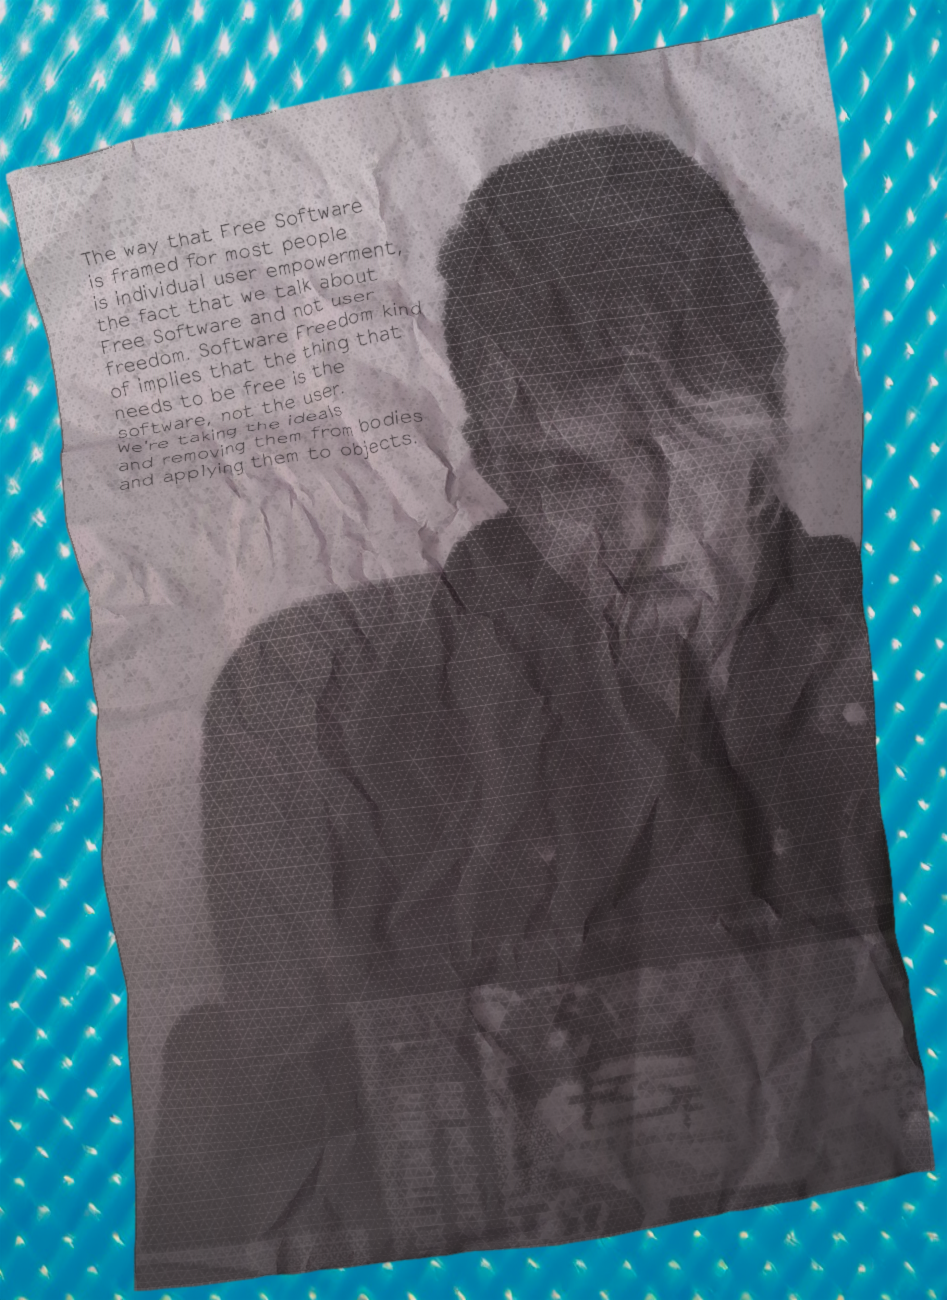 The way that Free Software
is framed for most people
is individual user empowerment,
the fact that we talk about
Free Software and not user
freedom. Software Freedom kind
of implies that the thing that
needs to be free is the
software, not the user.
We're taking the ideals
and removing them from bodies
and applying them to objects.